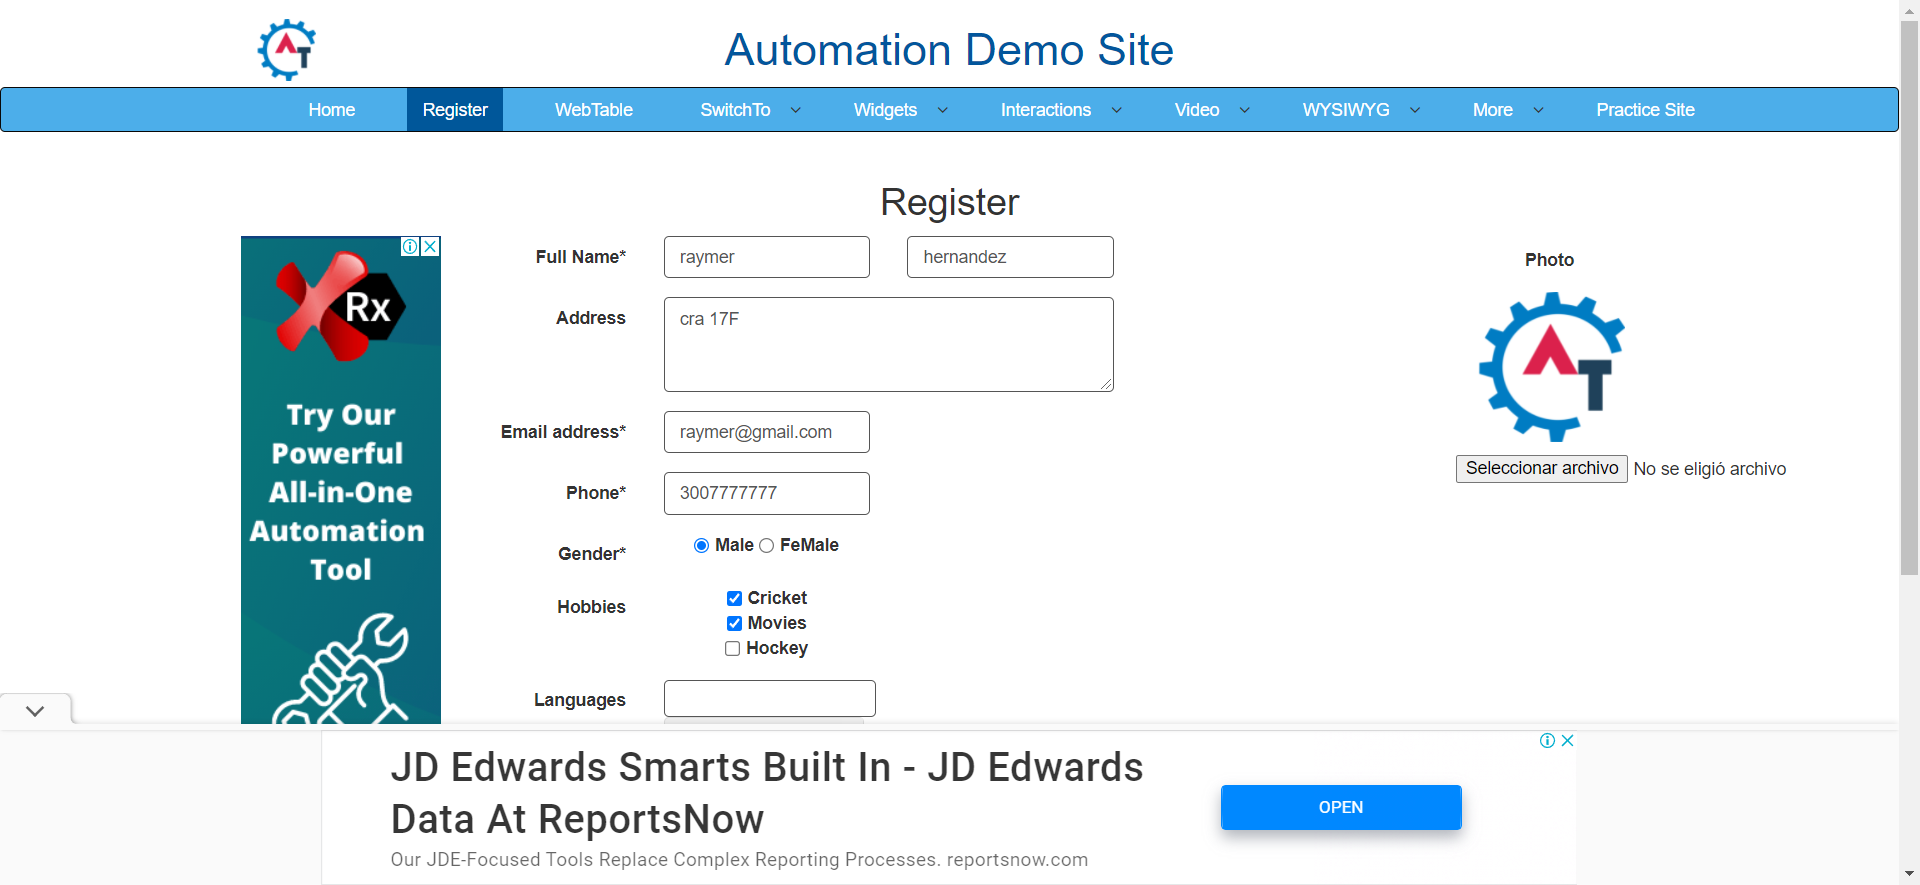 AT
Automation Demo Site
Home Register WebTable SwitchTo Widgets Interactions Video WYSIWYG More Practice Site
Register
Rx
Try Our
Powerful
All-in-One
Automation
Tool
Full Name* raymer hernandez
Address cra 17F
Email address* raymer@gmail.com
Phone* 3007777777
Gender* Male FeMale
Hobbies Cricket
Movies
Hockey
Languages
Photo
AT
Seleccionar archivo No se eligió archivo
JD Edwards Smarts Built In - JD Edwards
Data At ReportsNow
Our JDE-Focused Tools Replace Complex Reporting Processes. reportsnow.com
OPEN